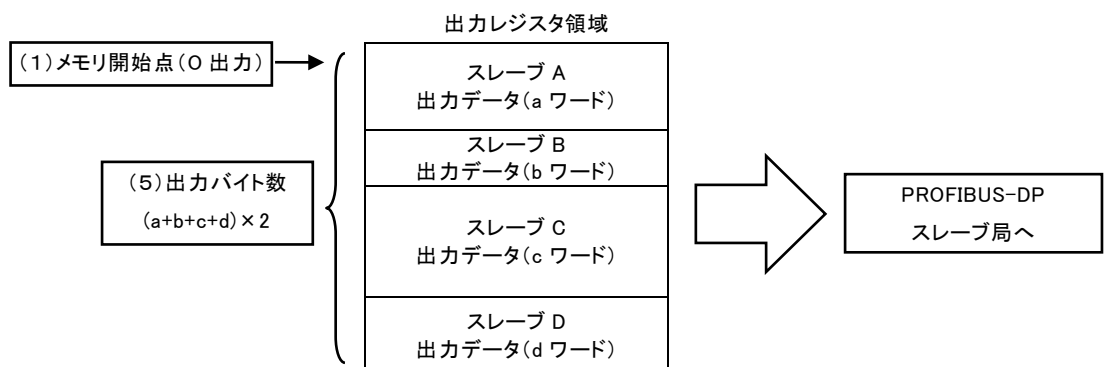 出力レジスタ領域
(1)メモリ開始点(O 出力)
スレーブ A
出力データ(a ワード)
スレーブ B
出力データ(b ワード)
(5)出力バイト数
(a+b+c+d)×2
スレーブ C
出力データ(c ワード)
スレーブ D
出力データ(d ワード)
PROFIBUS-DP
スレーブ局へ